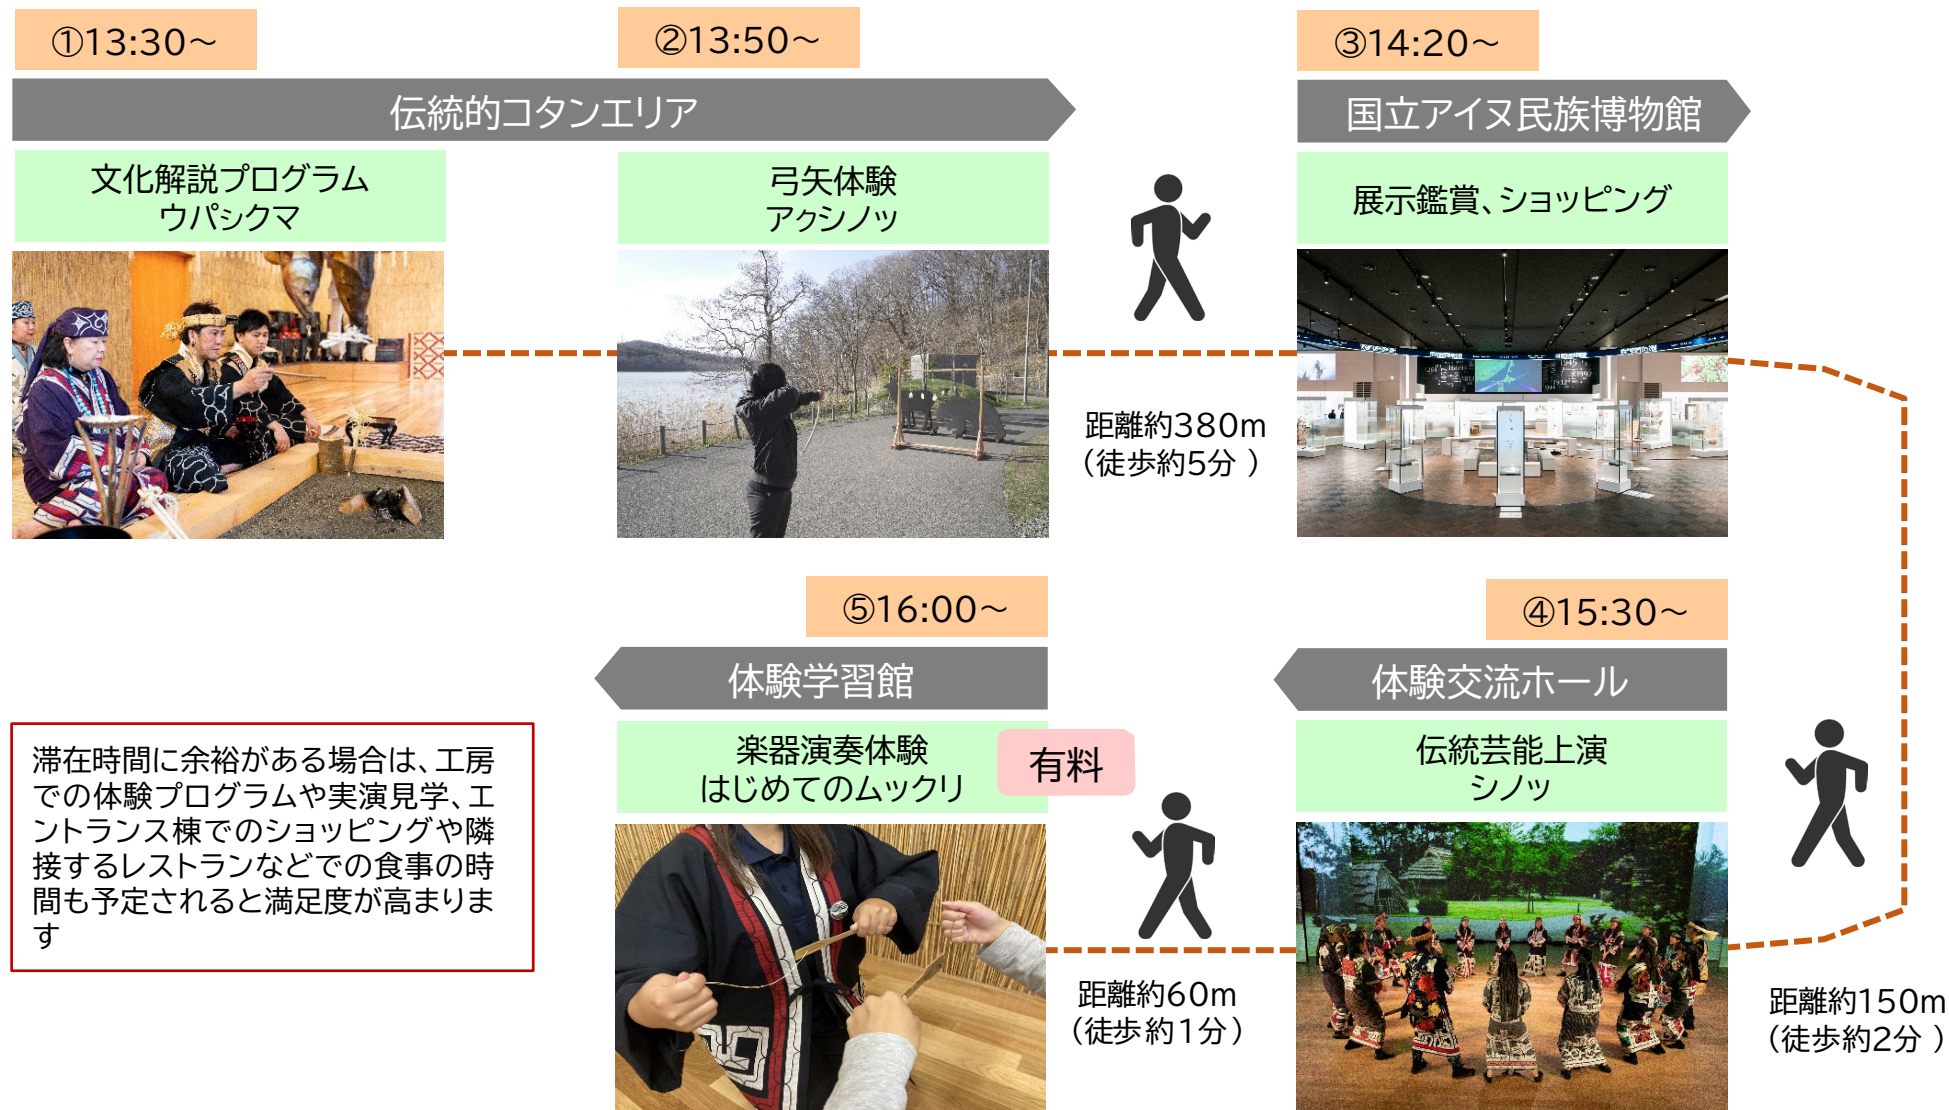 ①13:30～
②13:50～
③14:20～
伝統的コタンエリア
国立アイヌ民族博物館
文化解説プログラム
ウパㇱクマ
弓矢体験
アㇰシノッ
展示鑑賞、ショッピング
距離約380m
（徒歩約5分 ）
④15:30～
体験交流ホール
伝統芸能上演
シノッ
距離約150m
（徒歩約2分 ）
⑤16:00～
体験学習館
楽器演奏体験
はじめてのムックリ
有料
距離約60m
（徒歩約1分）
滞在時間に余裕がある場合は、工房
での体験プログラムや実演見学、エ
ントランス棟でのショッピングや隣
接するレストランなどでの食事の時
間も予定されると満足度が高まりま
す